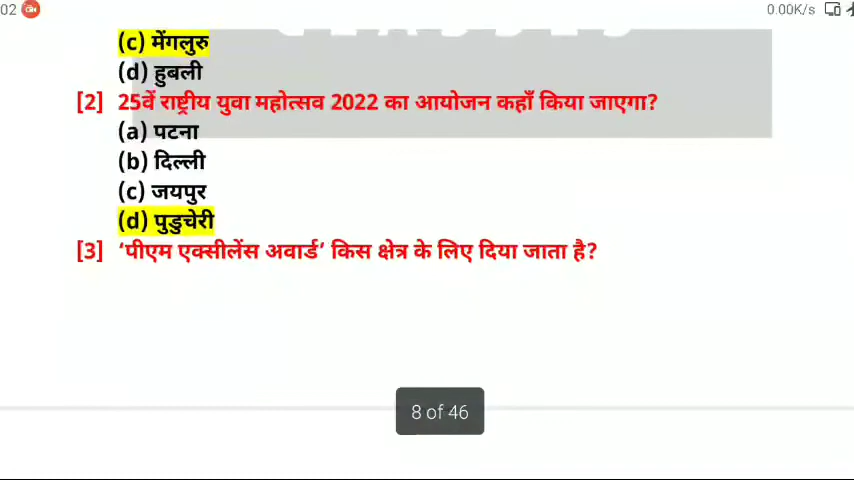 02
0.00K/s
(c) मेंगलुरु
(d) हुबली
[2] 25वें राष्ट्रीय युवा महोत्सव 2022 का आयोजन कहाँ किया जाएगा?
(a) पटना
(b) दिल्ली
(c) जयपुर
(d) पुडुचेरी
[3] ‘पीएम एक्सीलेंस अवार्ड’ किस क्षेत्र के लिए दिया जाता है?
8 of 46